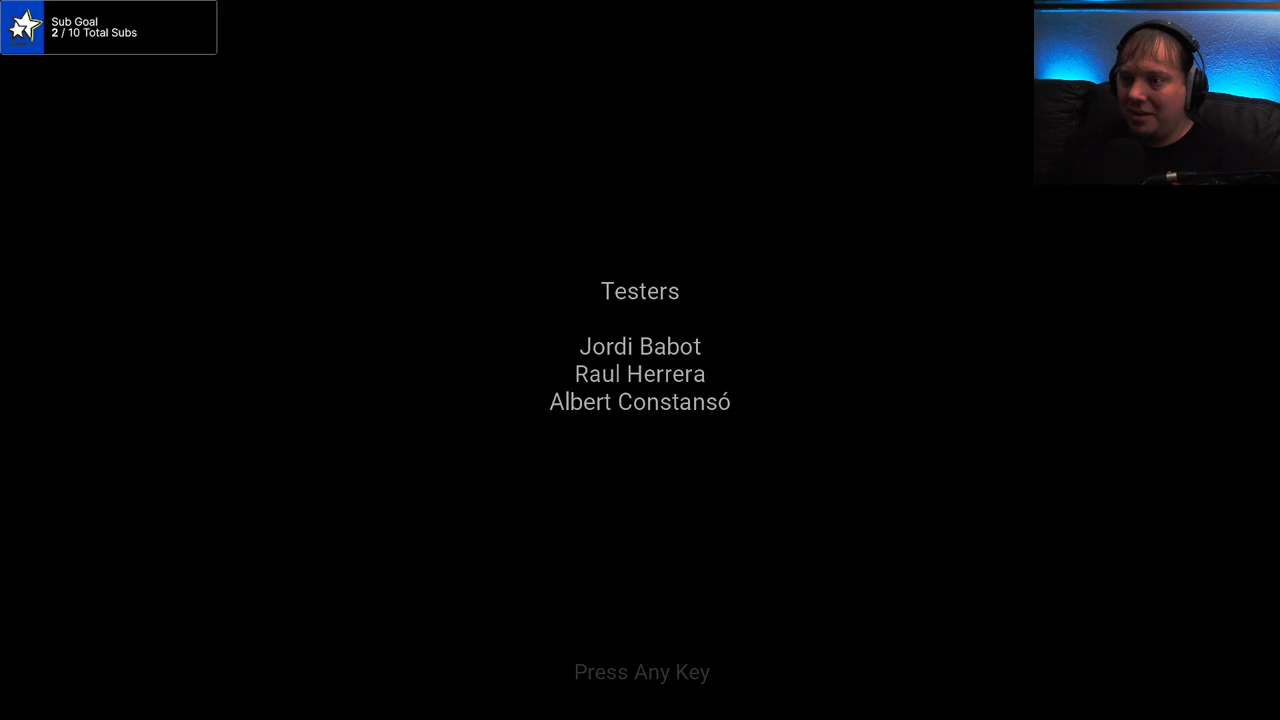 Sub Goal
2 / 10 Total Subs
Testers
Jordi Babot
Raul Herrera
Albert Constansó
Press Any Key